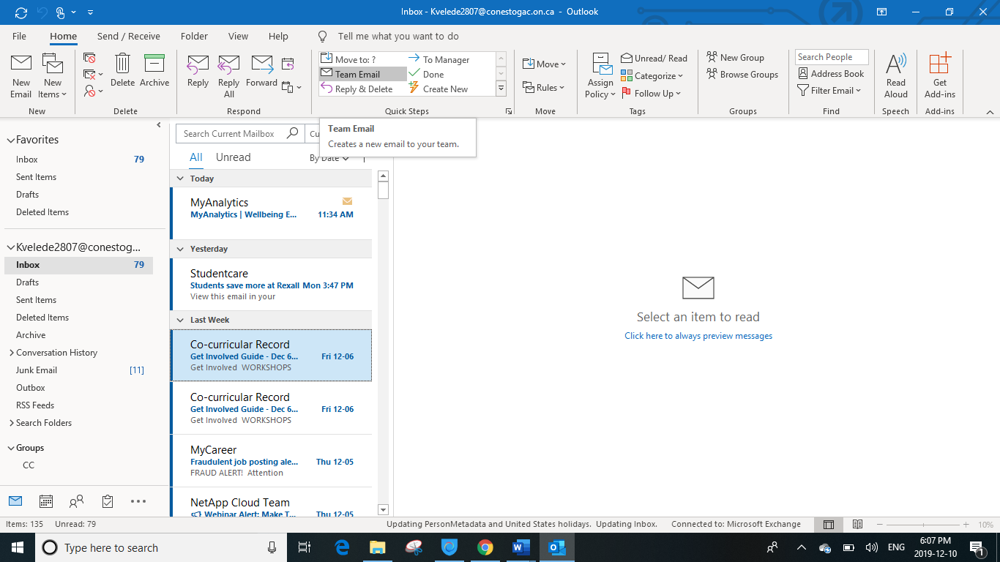 Inbox - Kvelede2807@conestogac.on.ca - Outlook
File Home Send / Receive Folder View Help Tell me what you want to do
New Email
New Items
New
Delete
Archive
Delete
Reply
Reply All
Forward
Respond
Move to: ?
Team Email
Reply & Delete
To Manager
Done
Create New
Quick Steps
Move
Rules
Move
Assign Policy
Unread/ Read
Categorize
Follow Up
Tags
New Group
Browse Groups
Groups
Search People
Address Book
Filter Email
Find
Read Aloud
Speech
Get Add-ins
Add-ins
Team Email
Creates a new email to your team.
Favorites
Inbox 79
Sent Items
Drafts
Deleted Items
Kvelede2807@conestog...
Inbox 79
Drafts
Sent Items
Deleted Items
Archive
Conversation History
Junk Email [11]
Outbox
RSS Feeds
Search Folders
Groups
CC
Search Current Mailbox
All Unread By Date
Today
MyAnalytics
MyAnalytics | Wellbeing E... 11:34 AM
Yesterday
Studentcare
Students save more at Rexall Mon 3:47 PM
View this email in your
Last Week
Co-curricular Record
Get Involved Guide - Dec 6... Fri 12-06
Get Involved WORKSHOPS
Co-curricular Record
Get Involved Guide - Dec 6... Fri 12-06
Get Involved WORKSHOPS
MyCareer
Fraudulent job posting ale... Thu 12-05
FRAUD ALERT! Attention
NetApp Cloud Team
Webinar Alert: Make T... Thu 12-05
Select an item to read
Click here to always preview messages
Items: 135 Unread: 79 Updating PersonMetadata and United States holidays. Updating Inbox. Connected to: Microsoft Exchange 10%
Type here to search
ENG
6:07 PM
2019-12-10
1